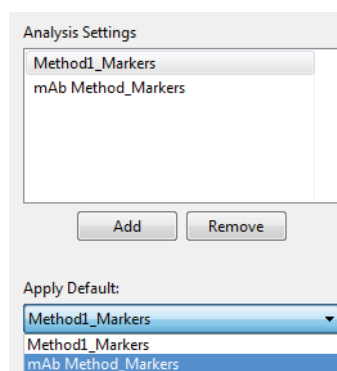 Analysis Settings
Method1_Markers
mAb Method_Markers
Add Remove
Apply Default:
Method1_Markers
Method1_Markers
mAb Method_Markers